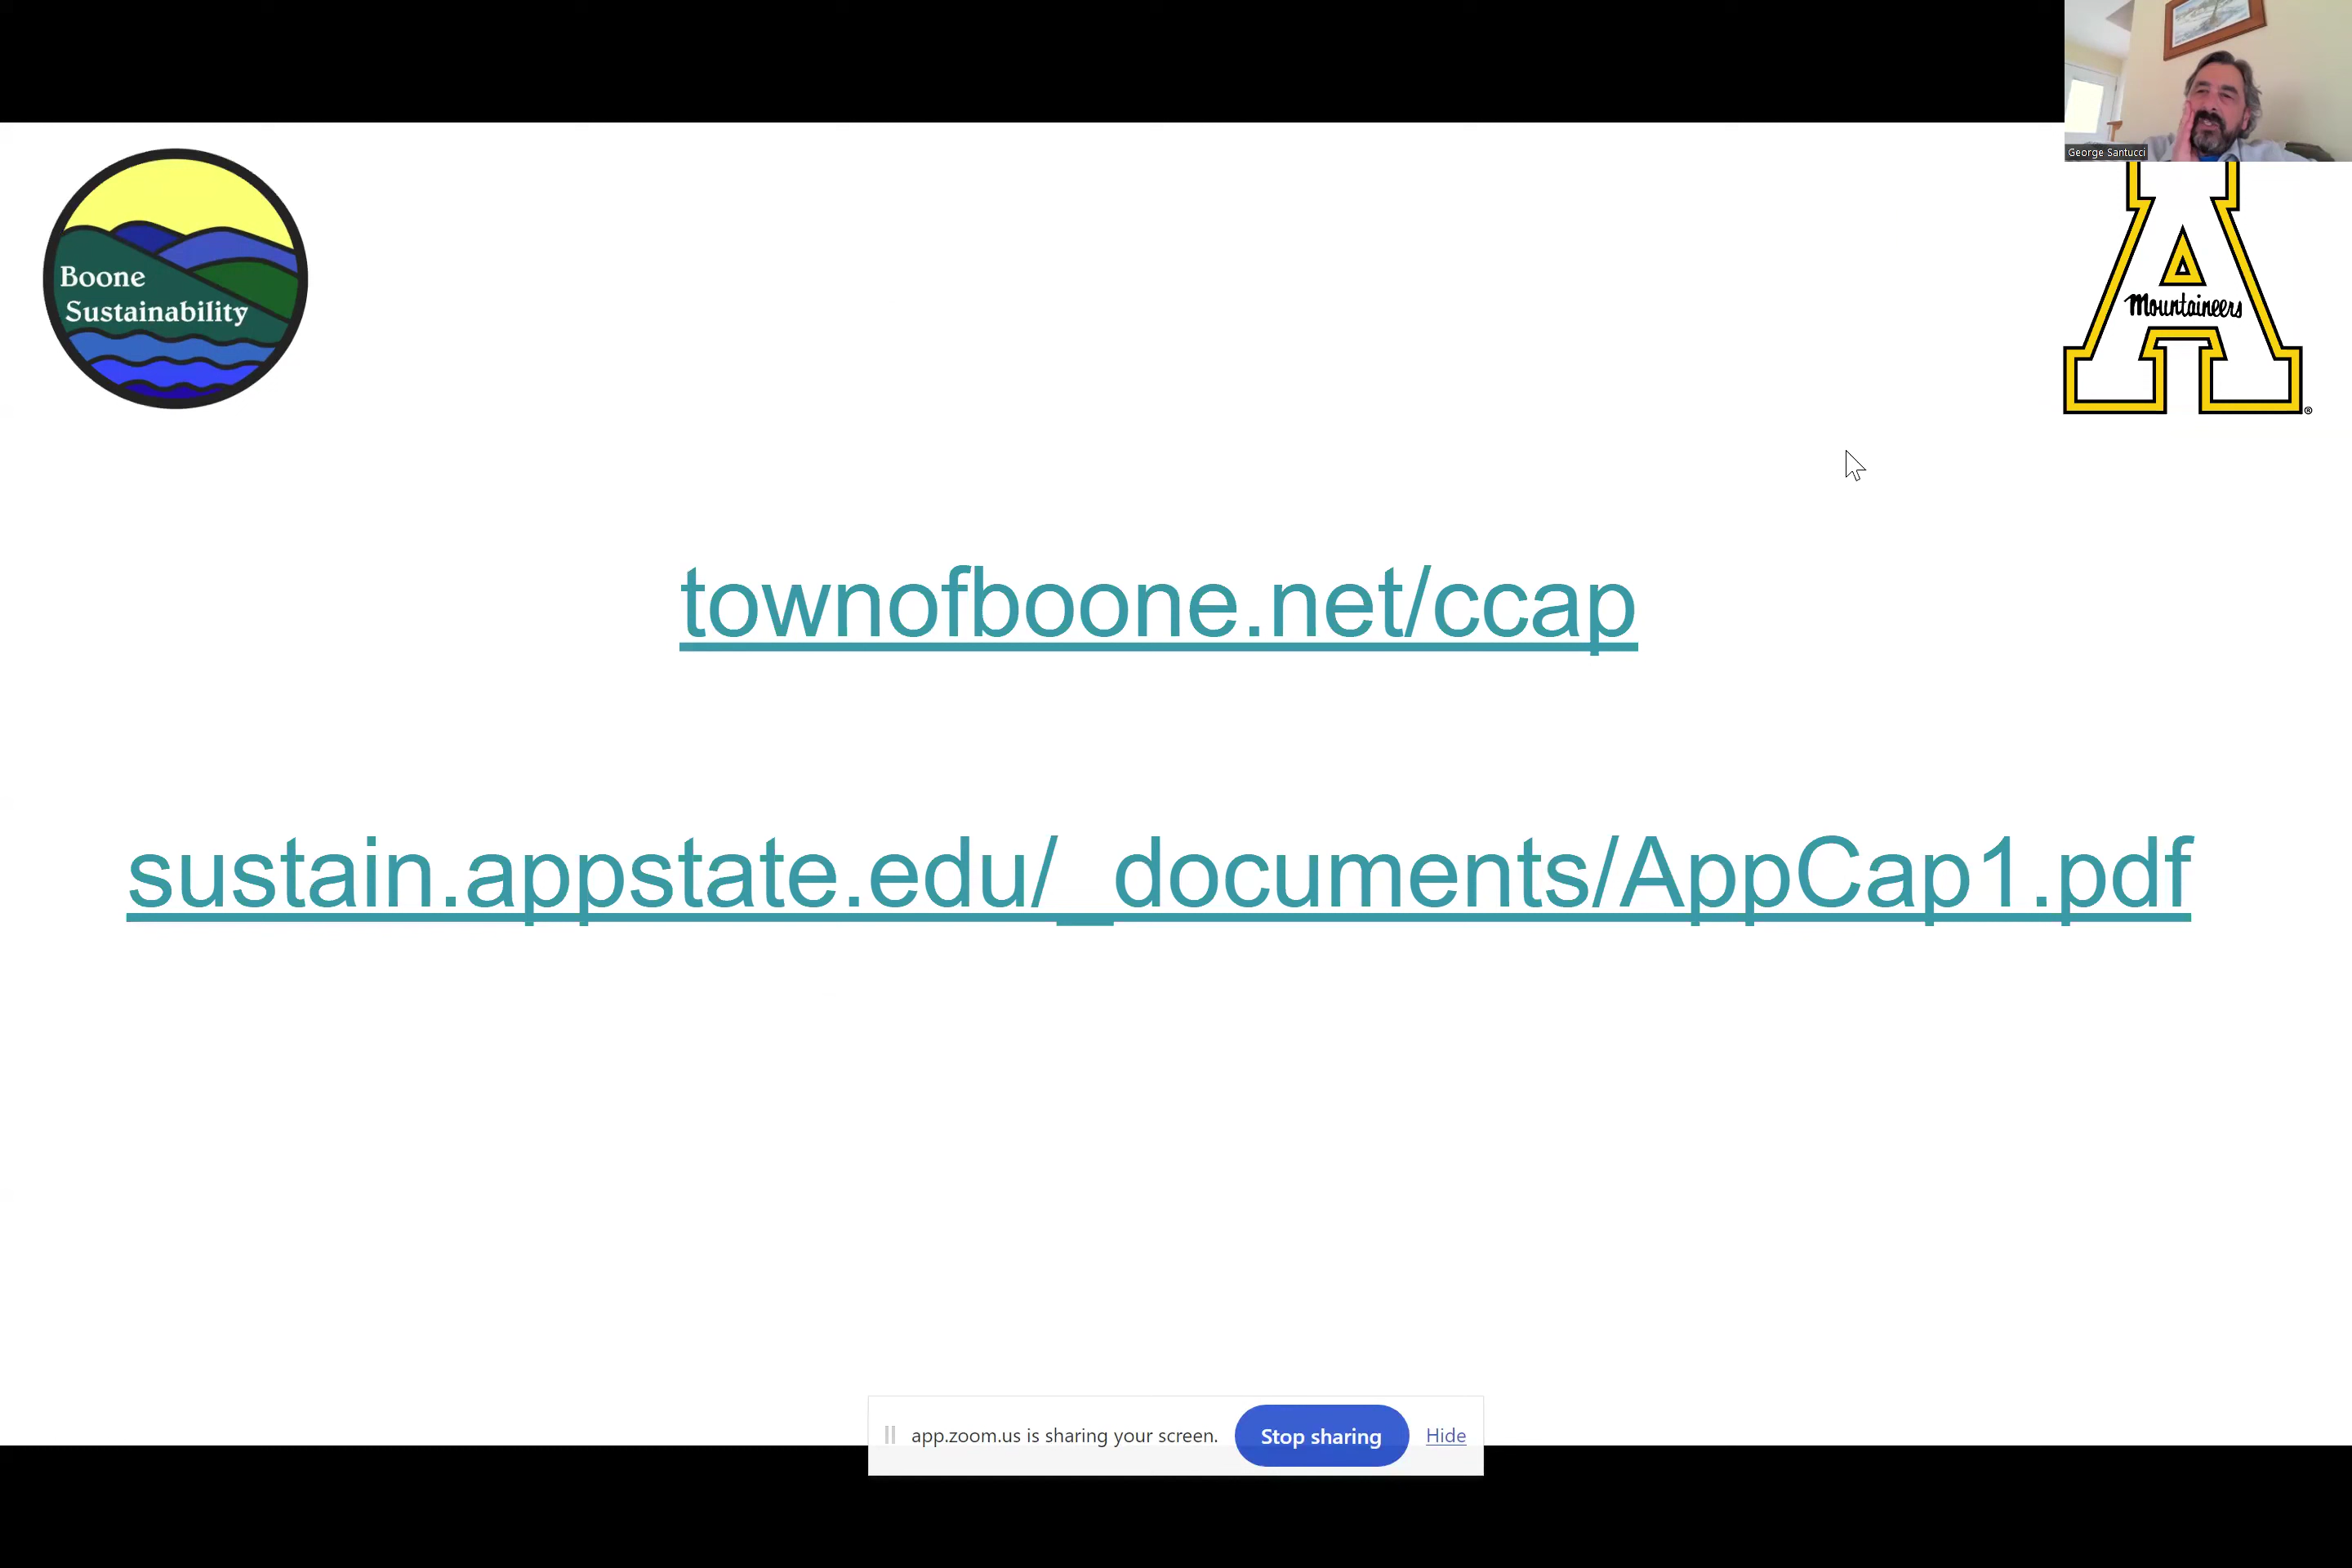 George Santucci
Boone
Sustainability
Mountaineers
®
townofboone.net/ccap
sustain.appstate.edu/_documents/AppCap1.pdf
app.zoom.us is sharing your screen. Stop sharing Hide